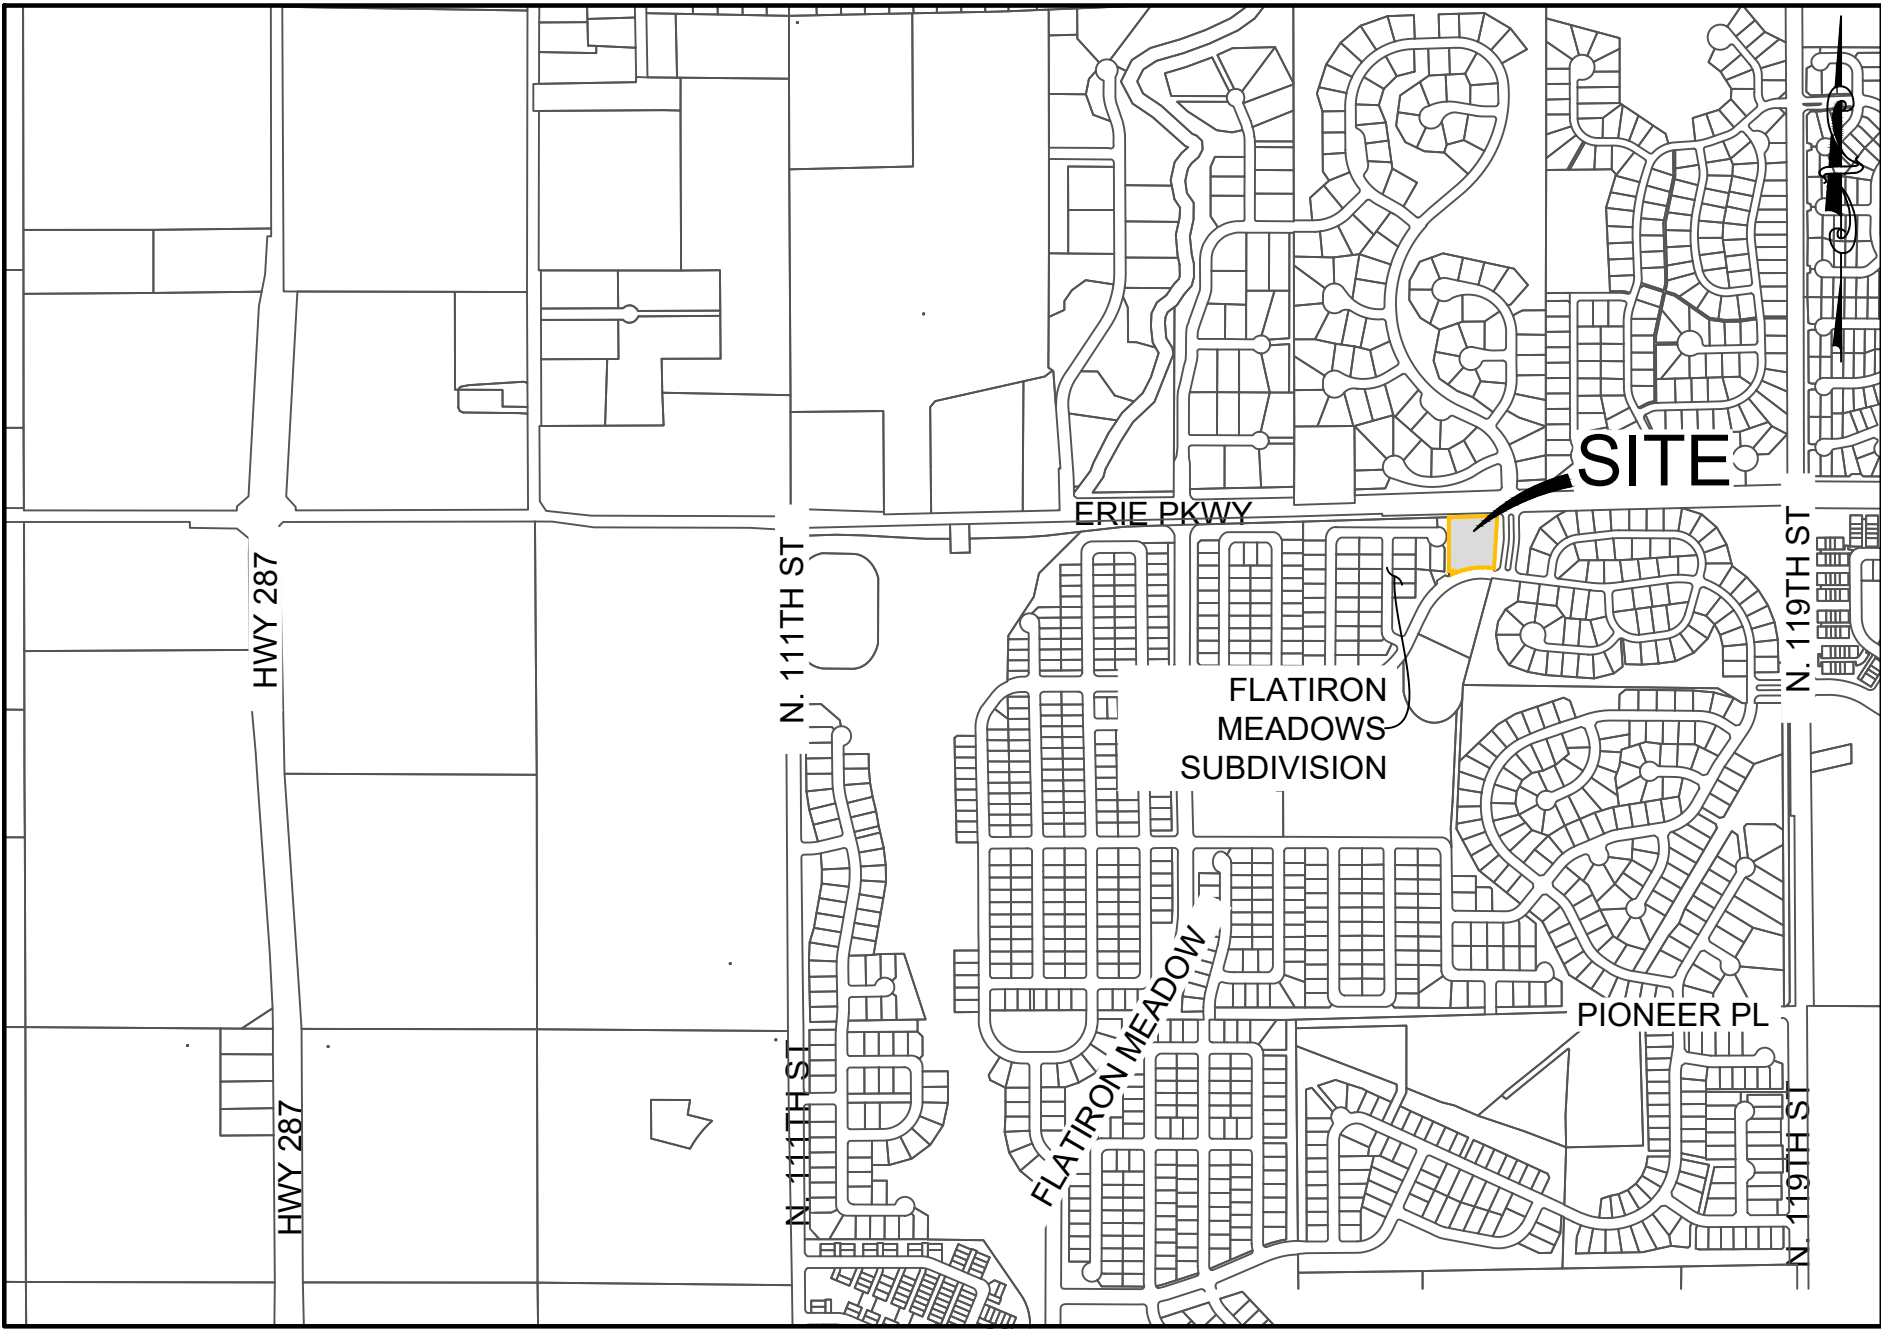 SITE
ERIE PKWY
HWY 287
N. 111TH ST
N. 119TH ST
FLATIRON
MEADOWS
SUBDIVISION
FLATIRON MEADOW
PIONEER PL
HWY 287
N. 111TH ST
N. 119TH ST